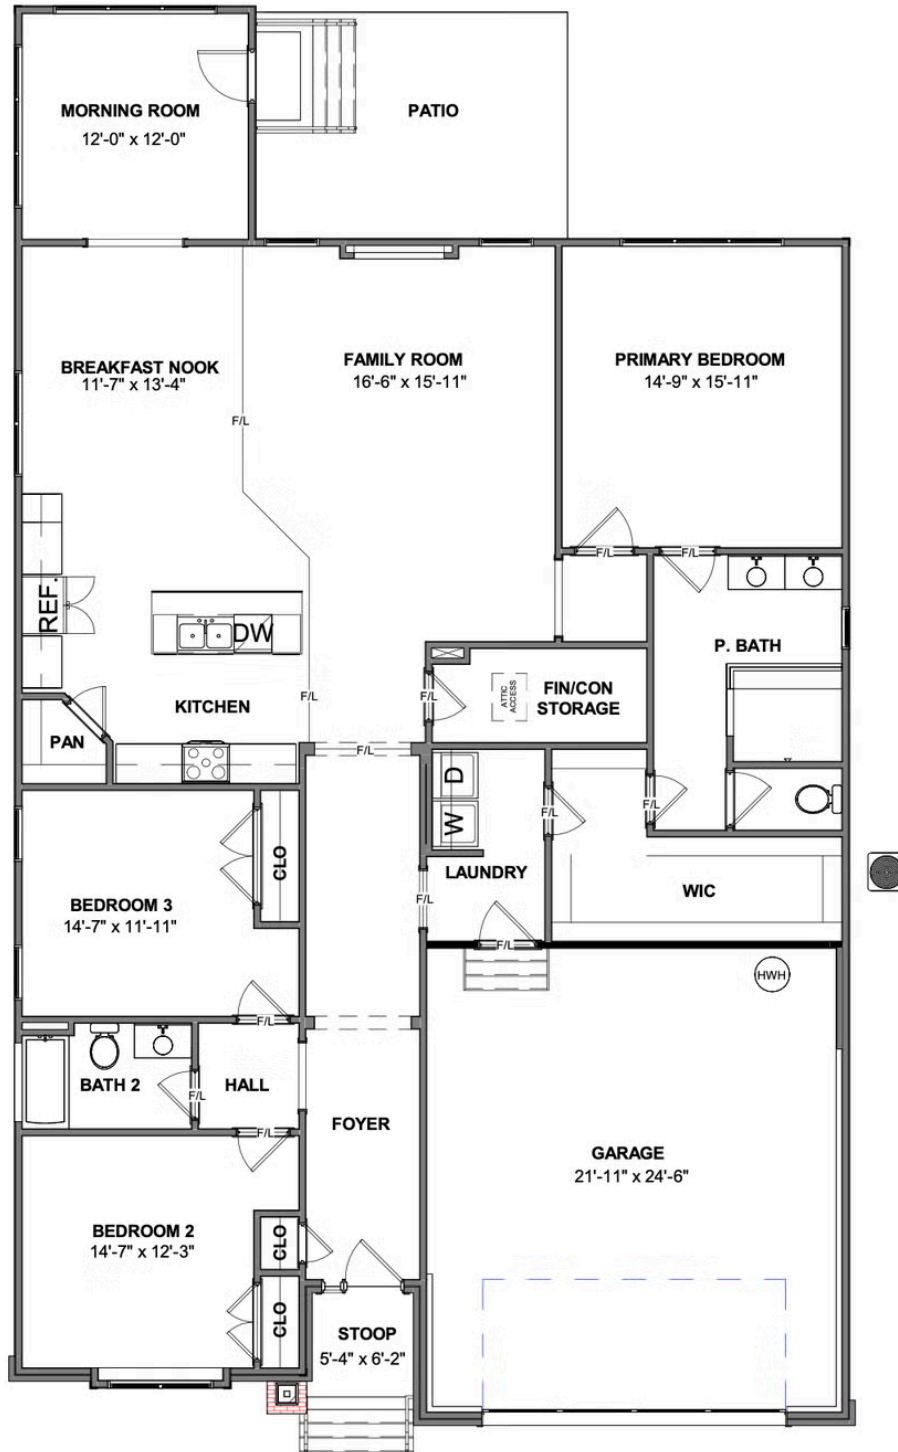 MORNING ROOM
12'-0" x 12'-0"
PATIO
BREAKFAST NOOK
11'-7" x 13'-4"
FAMILY ROOM
16'-6" x 15'-11"
PRIMARY BEDROOM
14'-9" x 15'-11"
F/L
F/L
F/L
REF.
DW
P. BATH
KITCHEN
F/L
F/L
ATTIC
ACCESS
FIN/CON
STORAGE
PAN
F/L
D
W
F/L
F/L
CLO
LAUNDRY
WIC
BEDROOM 3
14'-7" x 11'-11"
F/L
F/L
HWH
F/L
BATH 2
HALL
F/L
FOYER
F/L
GARAGE
21'-11" x 24'-6"
BEDROOM 2
14'-7" x 12'-3"
CLO
CLO
STOOP
5'-4" x 6'-2"